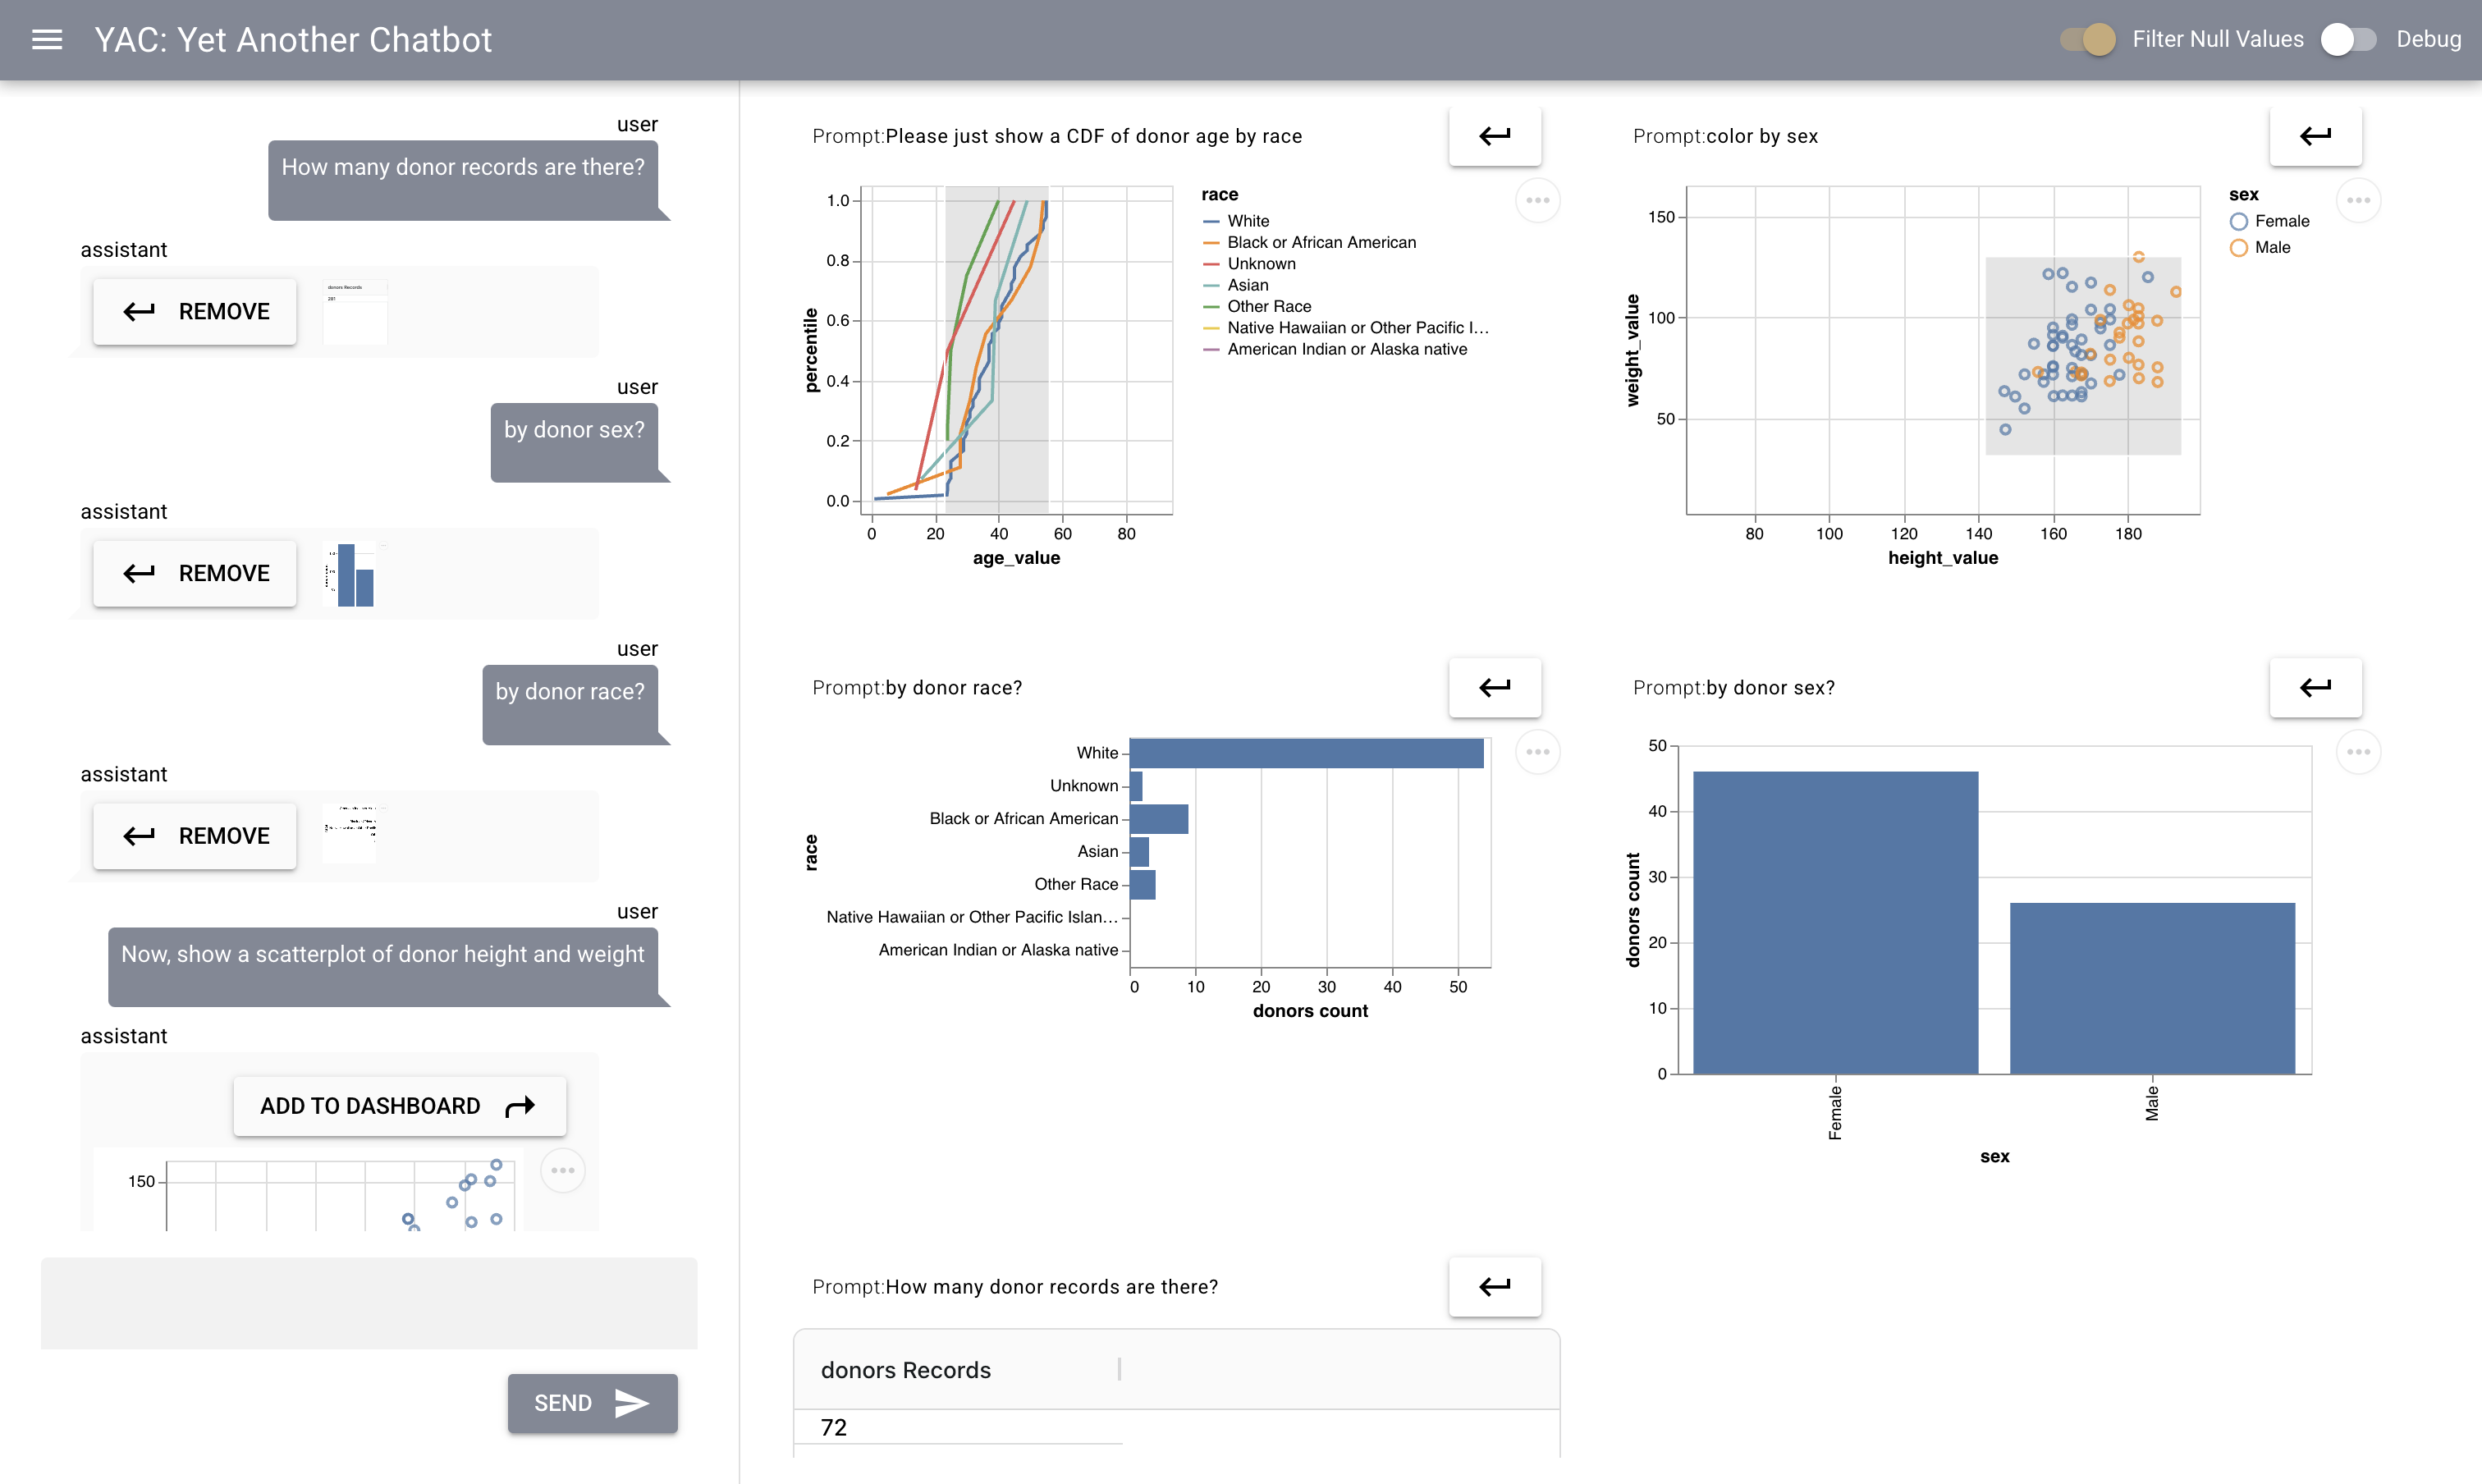 YAC: Yet Another Chatbot
Filter Null Values
Debug
user
How many donor records are there?
assistant
REMOVE
donors Records
281
user
by donor sex?
assistant
REMOVE
user
by donor race?
assistant
REMOVE
user
Now, show a scatterplot of donor height and weight
assistant
ADD TO DASHBOARD
150
SEND
Prompt:Please just show a CDF of donor age by race
1.0
0.8
0.6
0.4
0.2
0.0
percentile
0 20 40 60 80
age_value
race
White
Black or African American
Unknown
Asian
Other Race
Native Hawaiian or Other Pacific I…
American Indian or Alaska native
Prompt:color by sex
150
100
50
weight_value
80 100 120 140 160 180
height_value
sex
Female
Male
Prompt:by donor race?
race
White
Unknown
Black or African American
Asian
Other Race
Native Hawaiian or Other Pacific Islan…
American Indian or Alaska native
0 10 20 30 40 50
donors count
Prompt:by donor sex?
50
40
30
20
10
0
donors count
Female
Male
sex
Prompt:How many donor records are there?
donors Records
72